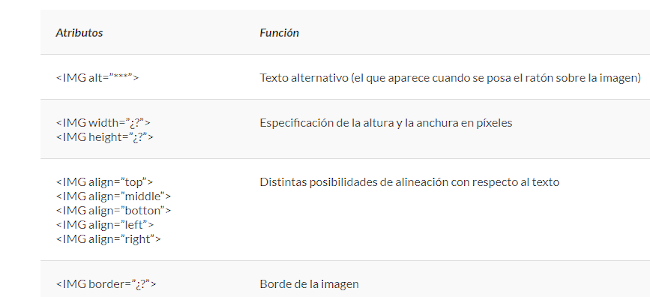 Atributos Función
<IMG alt="***"> Texto alternativo (el que aparece cuando se posa el ratón sobre la imagen)
<IMG width="¿?"> Especificación de la altura y la anchura en píxeles
<IMG height="¿?">
<IMG align="top"> Distintas posibilidades de alineación con respecto al texto
<IMG align="middle">
<IMG align="botton">
<IMG align="left">
<IMG align="right">
<IMG border="¿?"> Borde de la imagen